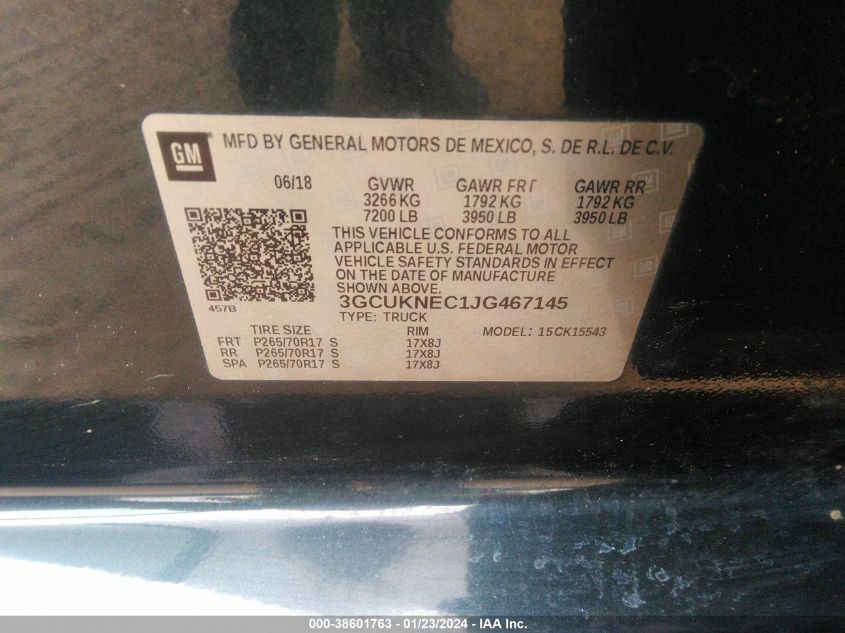 GM
MFD BY GENERAL MOTORS DE MEXICO, S. DE R.L. DE C.V.
06/18 GVWR GAWR FRT GAWR RR
3266 KG 1792 KG 1792 KG
7200 LB 3950 LB 3950 LB
THIS VEHICLE CONFORMS TO ALL
APPLICABLE U.S. FEDERAL MOTOR
VEHICLE SAFETY STANDARDS IN EFFECT
ON THE DATE OF MANUFACTURE
SHOWN ABOVE.
457B
3GCUKNEC1JG467145
TYPE: TRUCK
TIRE SIZE RIM MODEL: 15CK15543
FRT P265/70R17 S 17X8J
RR P265/70R17 S 17X8J
SPA P265/70R17 S 17X8J
000-38601763 - 01/23/2024 - IAA Inc.